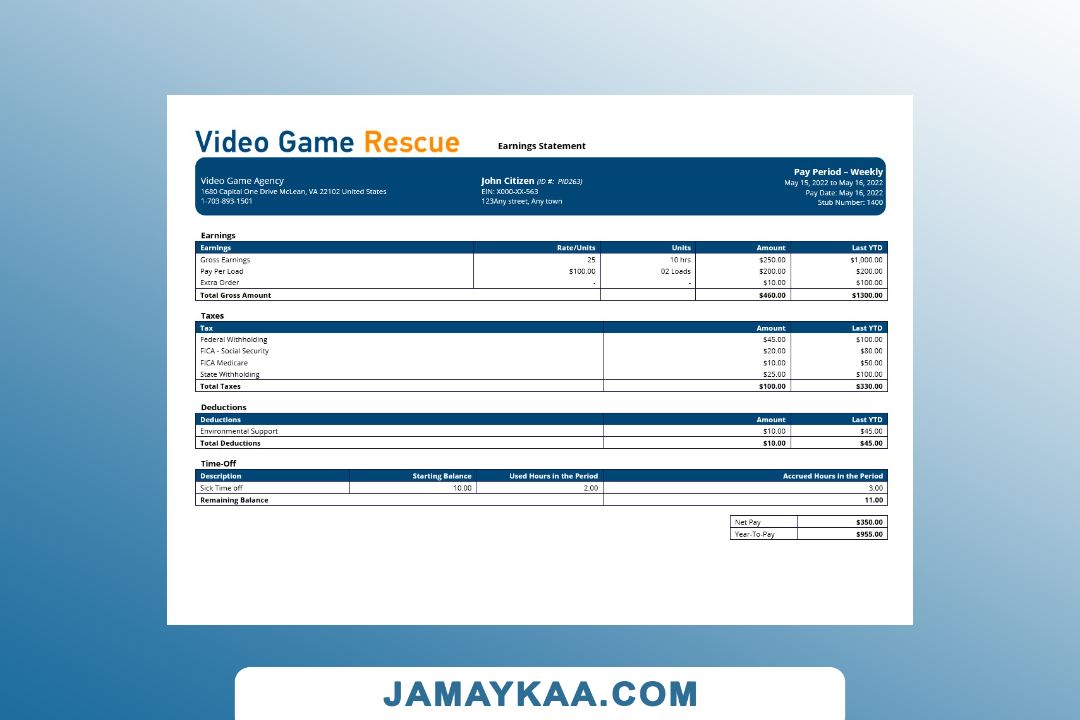 Video Game Rescue Earnings Statement
Video Game Agency
1680 Capital One Drive McLean, VA 22102 United States
1-703-893-1501
John Citizen (ID #: PID263)
EIN: X000-XX-563
123Any street, Any town
Pay Period – Weekly
May 15, 2022 to May 16, 2022
Pay Date: May 16, 2022
Stub Number: 1400
Earnings
Earnings Rate/Units Units Amount Last YTD
Gross Earnings 25 10 hrs $250.00 $1,000.00
Pay Per Load $100.00 02 Loads $200.00 $200.00
Extra Order - - $10.00 $100.00
Total Gross Amount $460.00 $1300.00
Taxes
Tax Amount Last YTD
Federal Withholding $45.00 $100.00
FICA - Social Security $20.00 $80.00
FICA Medicare $10.00 $50.00
State Withholding $25.00 $100.00
Total Taxes $100.00 $330.00
Deductions
Deductions Amount Last YTD
Environmental Support $10.00 $45.00
Total Deductions $10.00 $45.00
Time-Off
Description Starting Balance Used Hours in the Period Accrued Hours in the Period
Sick Time off 10.00 2.00 3.00
Remaining Balance 11.00
Net Pay $350.00
Year-To-Pay $955.00
JAMAYKAA.COM